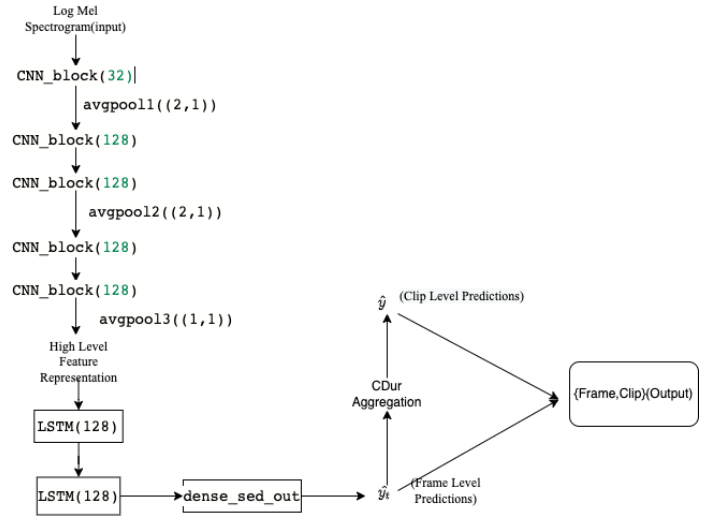 Log Mel
Spectrogram(input)
CNN_block(32)
avgpool1((2,1))
CNN_block(128)
CNN_block(128)
avgpool2((2,1))
CNN_block(128)
CNN_block(128)
avgpool3((1,1))
High Level
Feature
Representation
LSTM(128)
LSTM(128)
dense_sed_out
ŷₜ
(Frame Level
Predictions)
CDur
Aggregation
ŷ
(Clip Level Predictions)
{Frame,Clip}(Output)